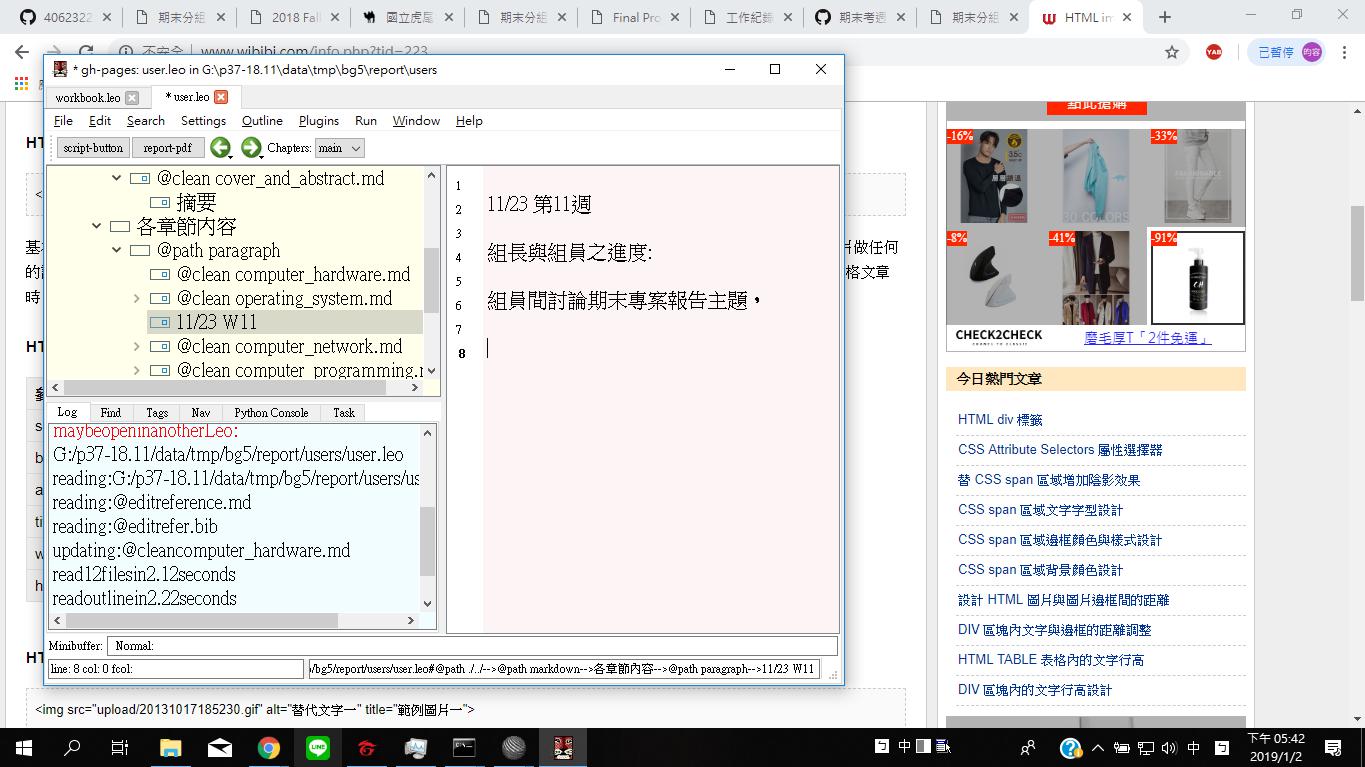 4062322
期末分組
2018 Fall
國立虎尾
期末分組
Final Pro
工作紀錄
期末考週
期末分組
HTML im
不安全 | www.wibibi.com/info.php?tid=223
已暫停
昀容
* gh-pages: user.leo in G:\p37-18.11\data\tmp\bg5\report\users
workbook.leo
* user.leo
File Edit Search Settings Outline Plugins Run Window Help
script-button report-pdf Chapters: main
@clean cover_and_abstract.md
摘要
各章節內容
@path paragraph
@clean computer_hardware.md
@clean operating_system.md
11/23 W11
@clean computer_network.md
@clean computer_programming.r
1
2 11/23 第11週
3
4 組長與組員之進度:
5
6 組員間討論期末專案報告主題，
7
8
Log Find Tags Nav Python Console Task
maybeopeninanotherLeo:
G:/p37-18.11/data/tmp/bg5/report/users/user.leo
reading:G:/p37-18.11/data/tmp/bg5/report/users/us
reading:@editreference.md
reading:@editrefer.bib
updating:@cleancomputer_hardware.md
read12filesin2.12seconds
readoutlinein2.22seconds
Minibuffer: Normal:
line: 8 col: 0 fcol:
/bg5/report/users/user.leo#@path ./../-->@path markdown-->各章節內容-->@path paragraph-->11/23 W11
做任何
格文章
<img src="upload/20131017185230.gif" alt="替代文字一" title="範例圖片一">
點此搶購
-16%
-33%
30 COLORS
-8%
-41%
-91%
CHECK2CHECK
磨毛厚T「2件免運」
今日熱門文章
HTML div 標籤
CSS Attribute Selectors 屬性選擇器
替 CSS span 區域增加陰影效果
CSS span 區域文字字型設計
CSS span 區域邊框顏色與樣式設計
CSS span 區域背景顏色設計
設計 HTML 圖片與圖片邊框間的距離
DIV 區塊內文字與邊框的距離調整
HTML TABLE 表格內的文字行高
DIV 區塊內的文字行高設計
中
中
下午 05:42
2019/1/2